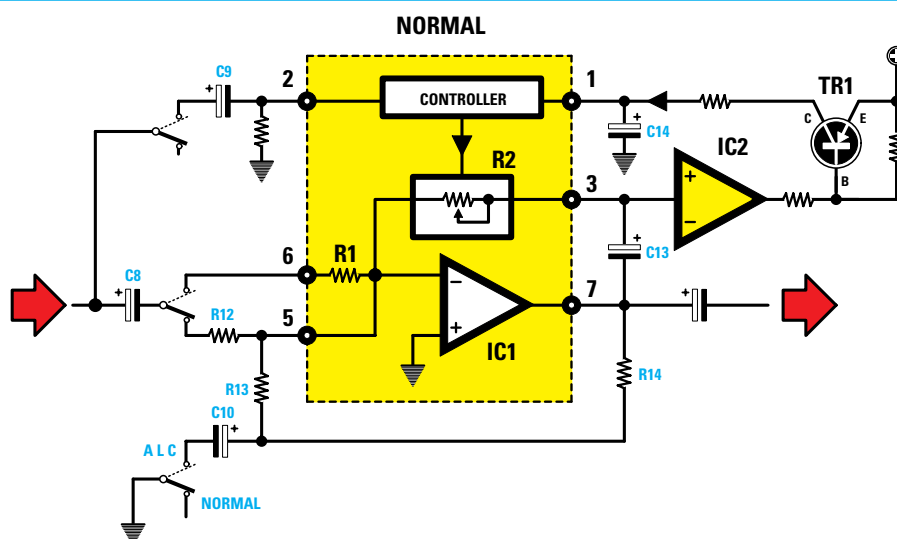 NORMAL
C9
2
CONTROLLER
1
TR1
C
E
B
C14
IC2
R2
3
+
−
C13
C8
6
R1
R12
5
−
+
IC1
7
R13
R14
C10
A L C
NORMAL